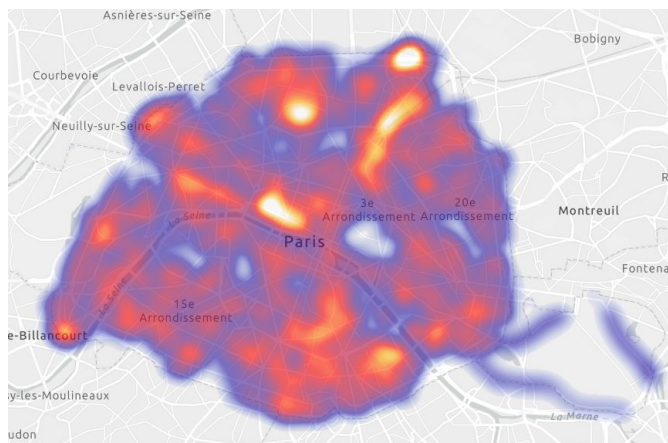 Asnières-sur-Seine
Bobigny
Courbevoie
Levallois-Perret
Neuilly-sur-Seine
R
La Seine
3e
Arrondissement
20e
Arrondissement
Montreuil
Paris
Fontena
La Seine
15e
Arrondissement
e-Billancourt
sy-les-Moulineaux
La Marne
udon